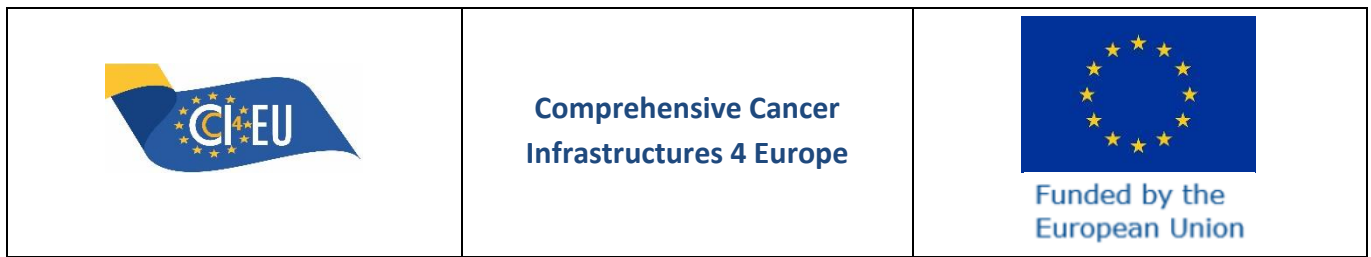 CCI4EU
Comprehensive Cancer
Infrastructures 4 Europe
Funded by the
European Union